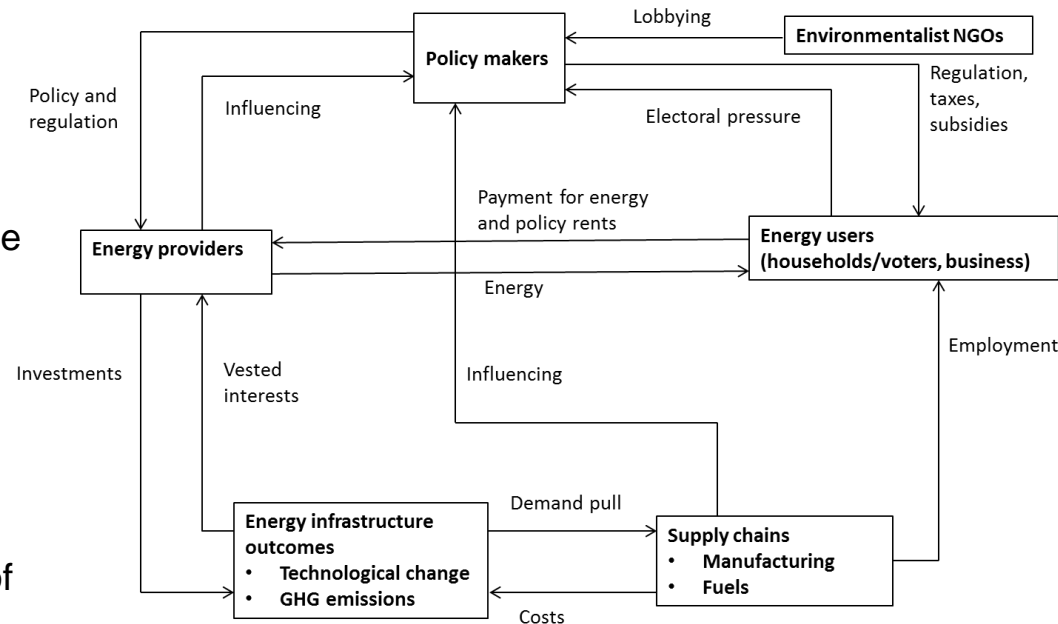 Lobbying
Environmentalist NGOs
Policy makers
Policy and
regulation
Influencing
Regulation,
taxes,
subsidies
Electoral pressure
Payment for energy
and policy rents
e
Energy providers
Energy users
(households/voters, business)
Energy
Employment
Investments
Vested
interests
Influencing
Demand pull
Energy infrastructure
outcomes
• Technological change
• GHG emissions
Supply chains
• Manufacturing
• Fuels
of
Costs